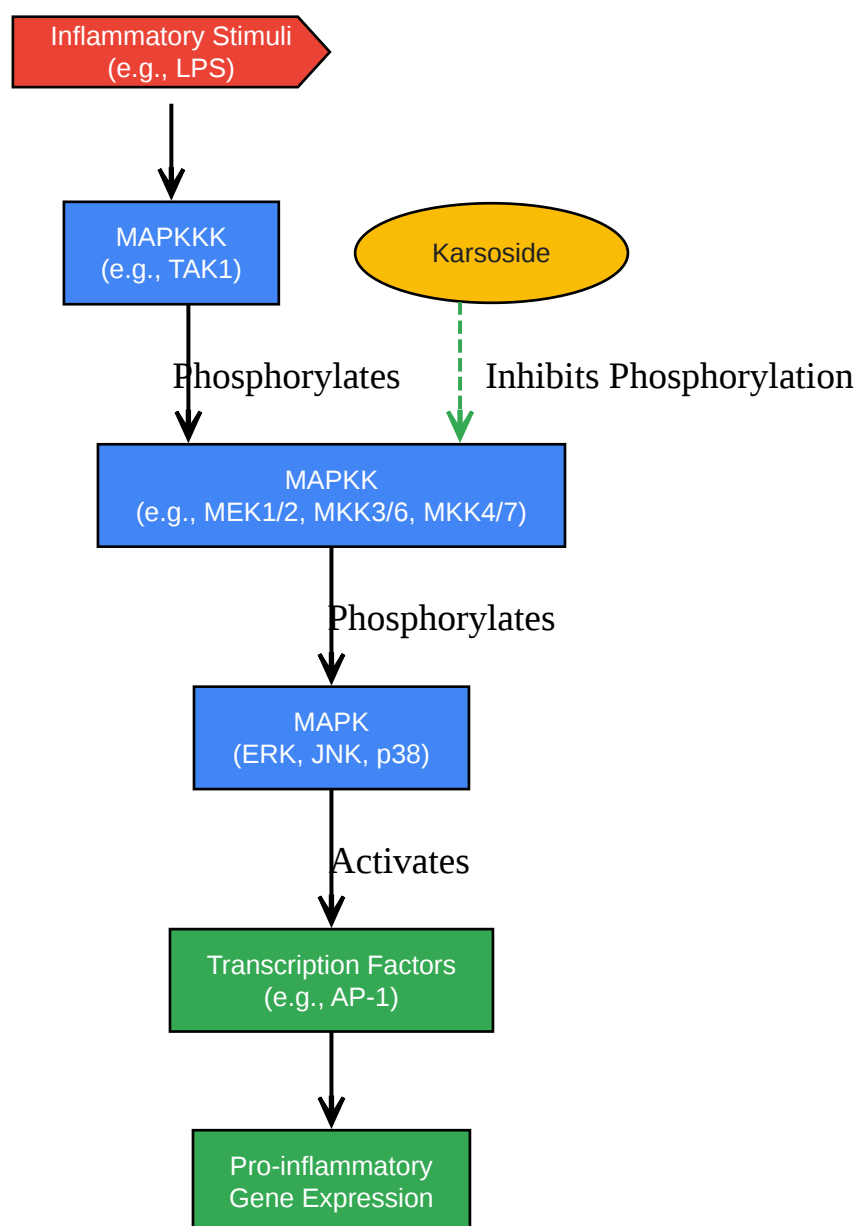 Inflammatory Stimuli
(e.g., LPS)
MAPKKK
(e.g., TAK1)
Karsoside
Phosphorylates
Inhibits Phosphorylation
MAPKK
(e.g., MEK1/2, MKK3/6, MKK4/7)
Phosphorylates
MAPK
(ERK, JNK, p38)
Activates
Transcription Factors
(e.g., AP-1)
Pro-inflammatory
Gene Expression